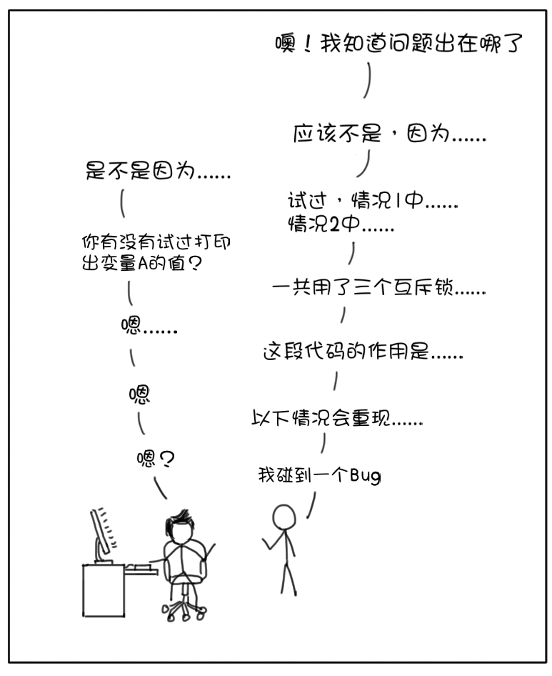 我碰到一个Bug
嗯？
以下情况会重现……
嗯
这段代码的作用是……
嗯……
一共用了三个互斥锁……
你有没有试过打印
出变量A的值？
试过，情况1中……
情况2中……
是不是因为……
应该不是，因为……
噢！我知道问题出在哪了